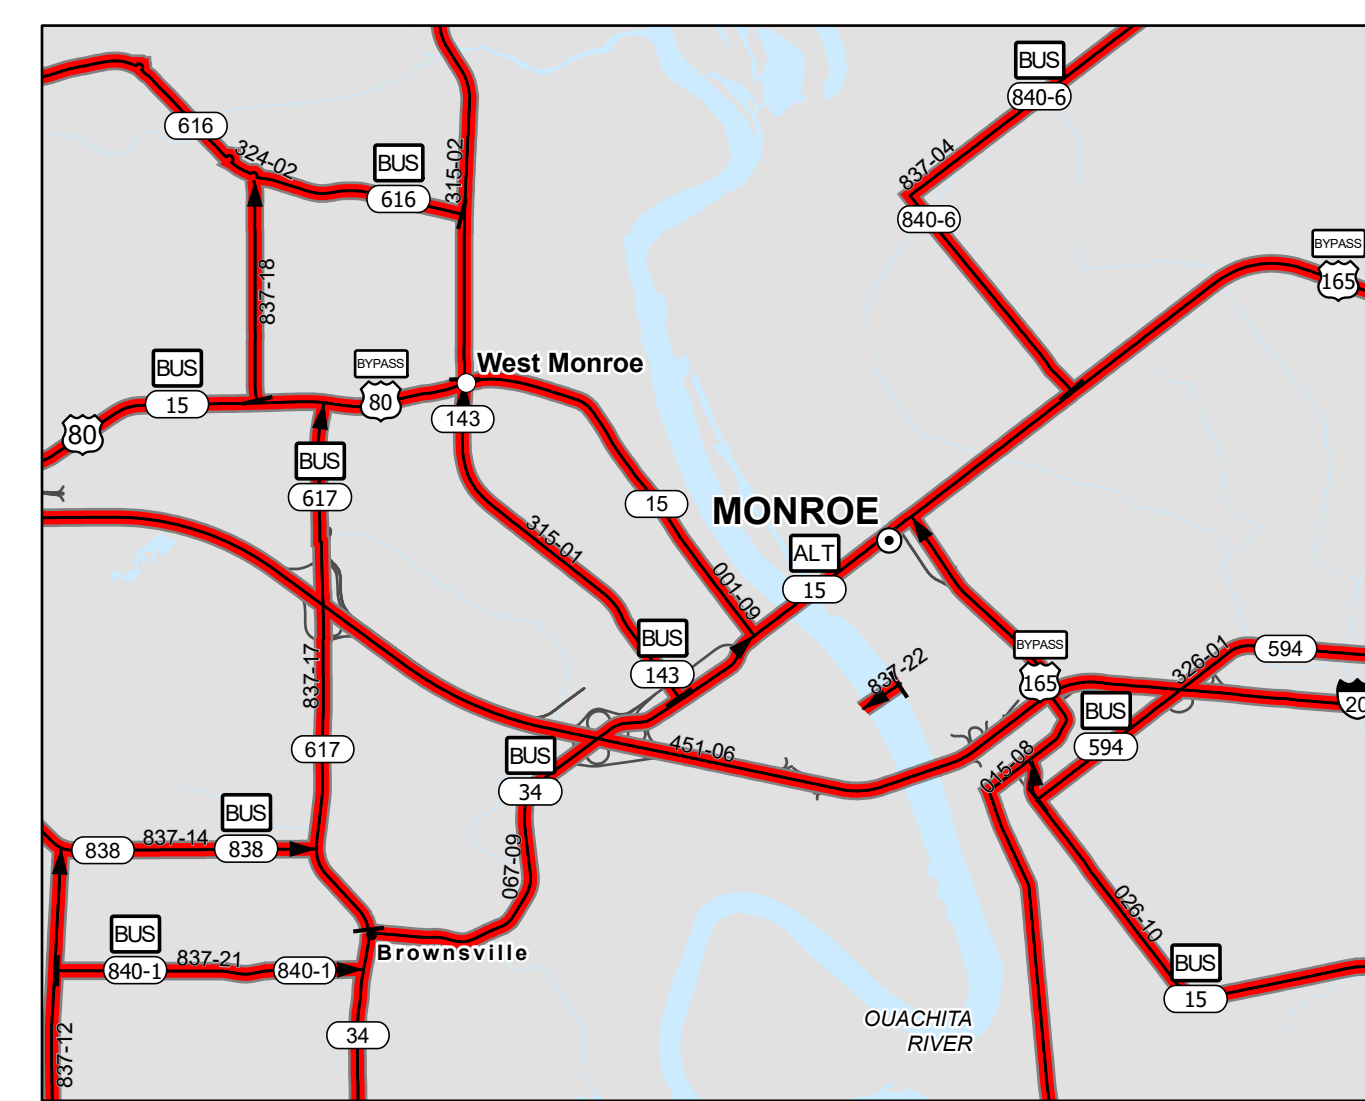 BUS
840-6
616
324-02
BUS
616
315-02
837-04
840-6
BYPASS
165
837-18
BUS
15
BYPASS
80
West Monroe
80
143
BUS
617
15
MONROE
315-01
ALT
15
001-09
BUS
143
837-22
BYPASS
165
326-01
594
20
BUS
594
837-17
617
451-06
BUS
34
015-08
BUS
838
837-14
838
067-09
026-10
BUS
840-1
837-21
840-1
Brownsville
BUS
15
34
837-12
OUACHITA
RIVER